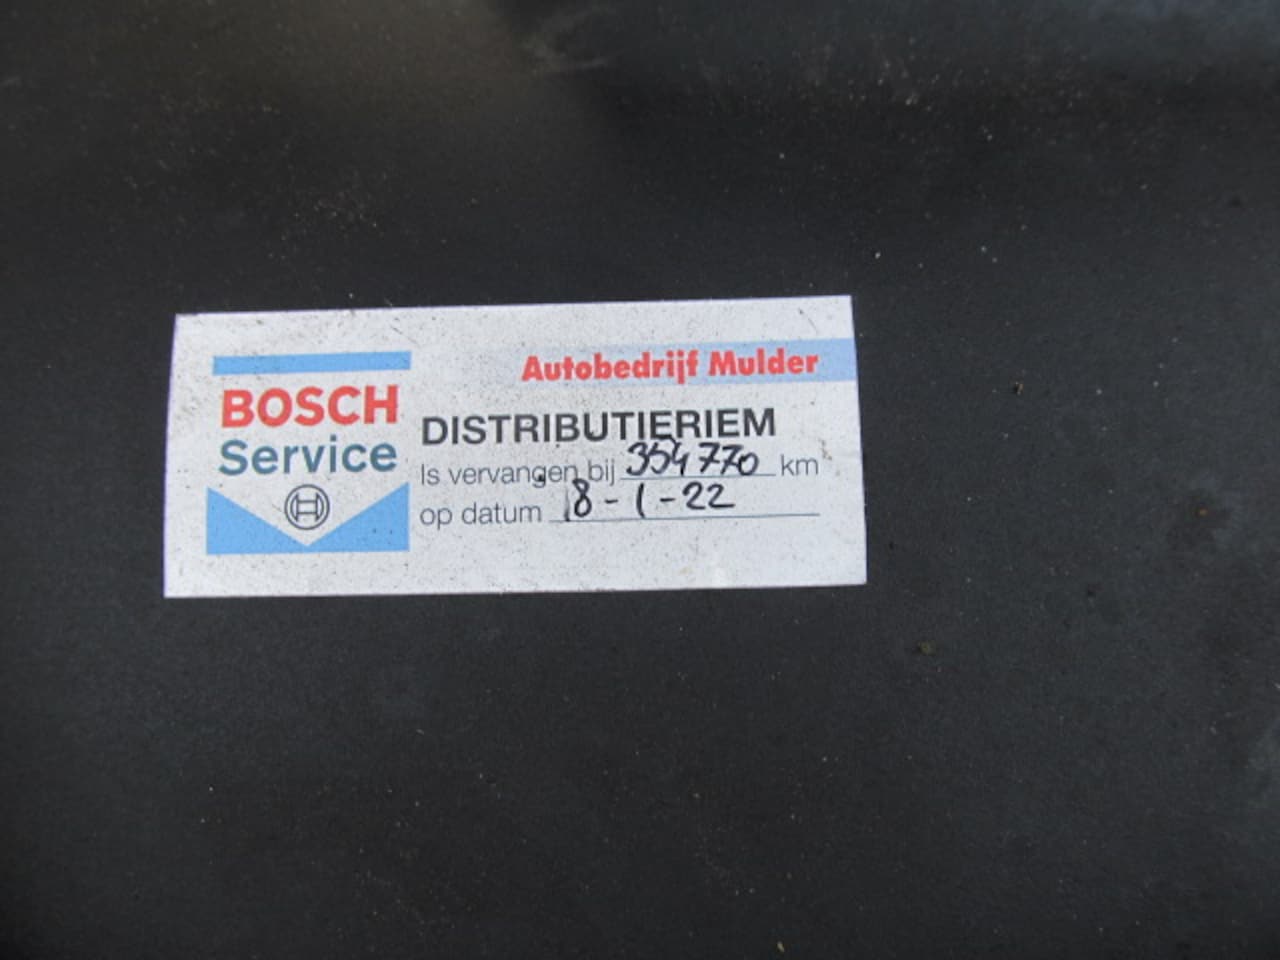 Autobedrijf Mulder
BOSCH
Service
DISTRIBUTIERIEM
Is vervangen bij 354770 km
op datum 18-1-22